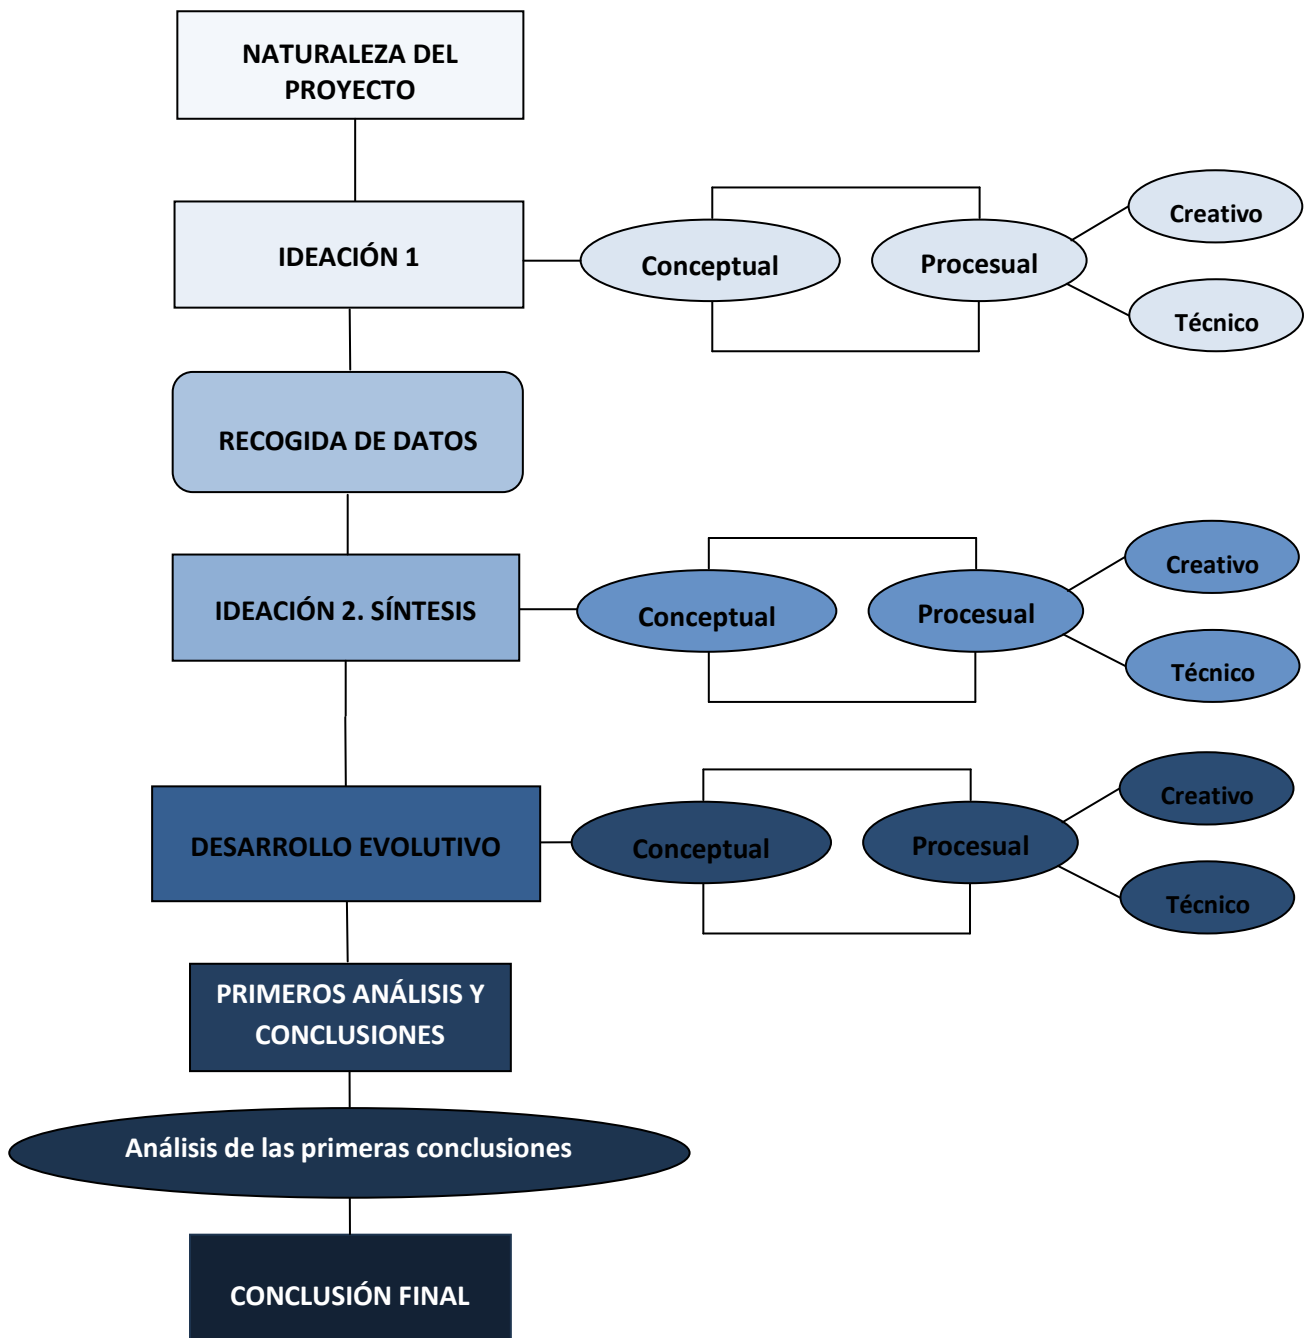 NATURALEZA DEL
PROYECTO
IDEACIÓN 1
Conceptual
Procesual
Creativo
Técnico
RECOGIDA DE DATOS
IDEACIÓN 2. SÍNTESIS
Conceptual
Procesual
Creativo
Técnico
DESARROLLO EVOLUTIVO
Conceptual
Procesual
Creativo
Técnico
PRIMEROS ANÁLISIS Y
CONCLUSIONES
Análisis de las primeras conclusiones
CONCLUSIÓN FINAL